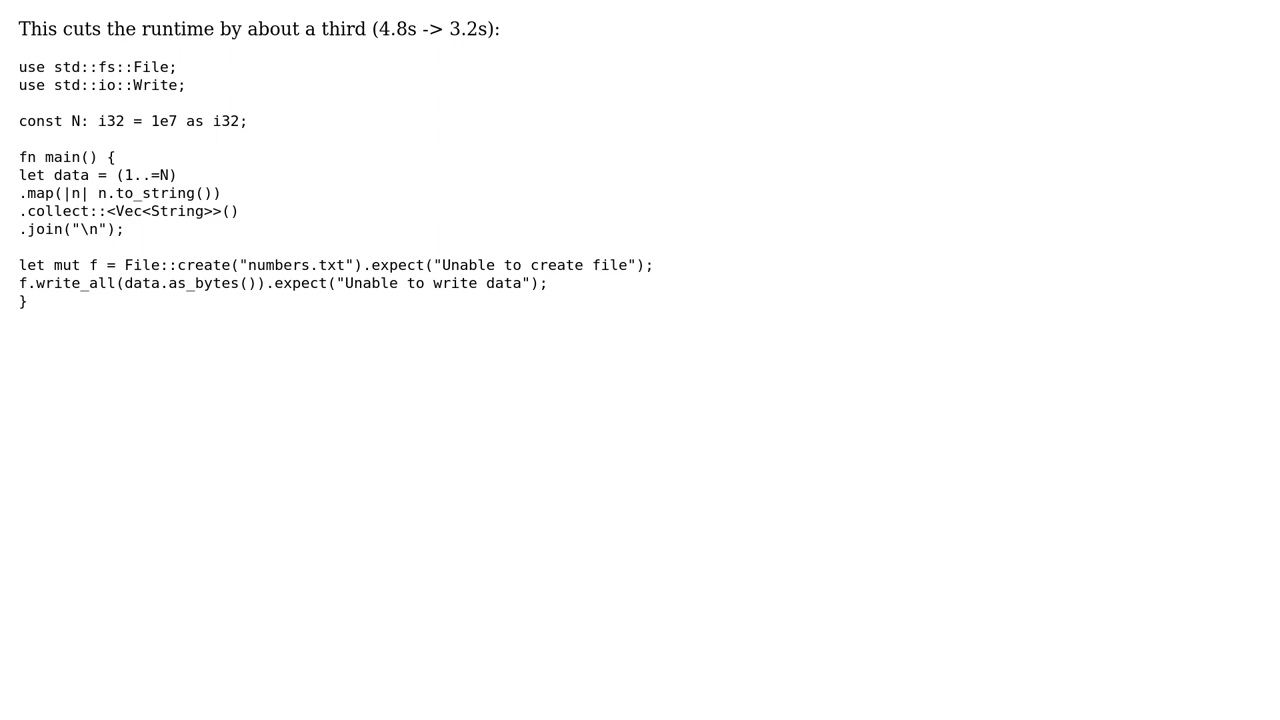 This cuts the runtime by about a third (4.8s -> 3.2s):
use std::fs::File;
use std::io::Write;
const N: i32 = 1e7 as i32;
fn main() {
let data = (1..=N)
.map(|n| n.to_string())
.collect::<Vec<String>>()
.join("\n");
let mut f = File::create("numbers.txt").expect("Unable to create file");
f.write_all(data.as_bytes()).expect("Unable to write data");
}